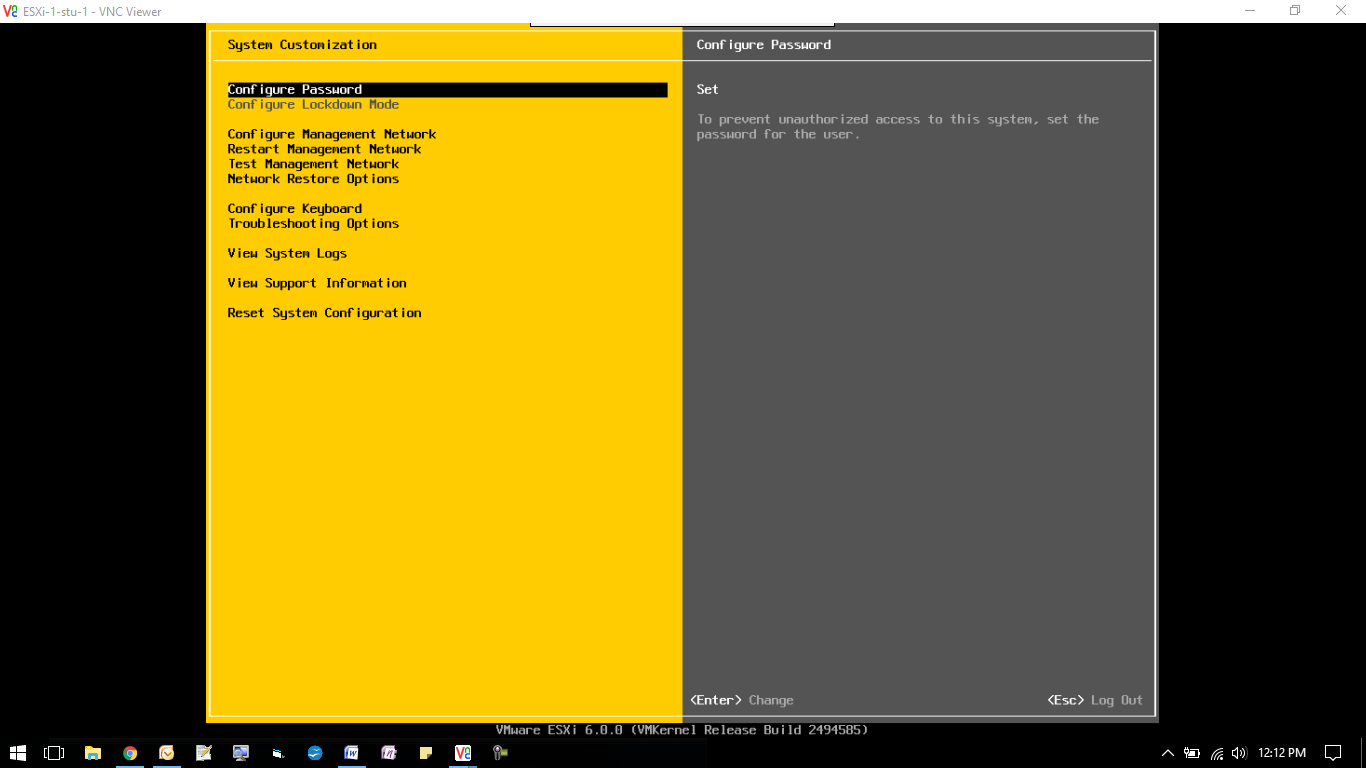 VC ESXi-1-stu-1 - VNC Viewer
System Customization
Configure Password
Configure Lockdown Mode
Configure Management Network
Restart Management Network
Test Management Network
Network Restore Options
Configure Keyboard
Troubleshooting Options
View System Logs
View Support Information
Reset System Configuration
Configure Password
Set
To prevent unauthorized access to this system, set the
password for the user.
<Enter> Change
<Esc> Log Out
VMware ESXi 6.0.0 (VMKernel Release Build 2494585)
12:12 PM